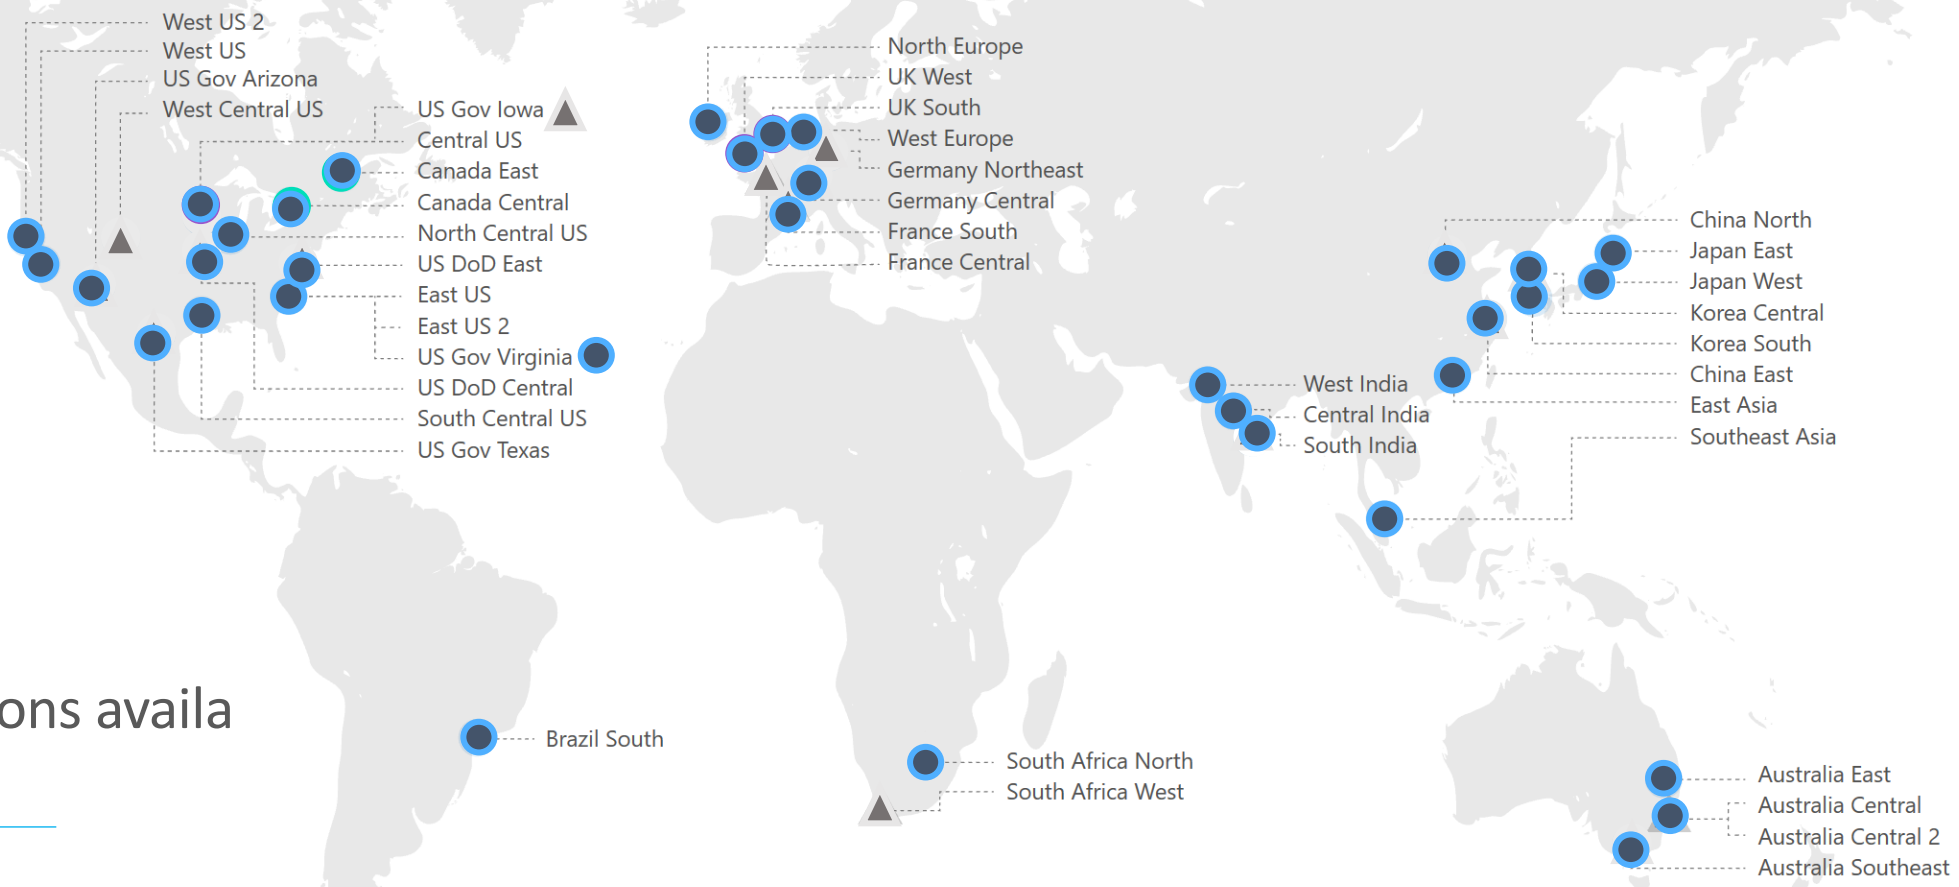 West US 2
West US
US Gov Arizona
West Central US
US Gov Iowa
Central US
Canada East
Canada Central
North Central US
US DoD East
East US
East US 2
US Gov Virginia
US DoD Central
South Central US
US Gov Texas
North Europe
UK West
UK South
West Europe
Germany Northeast
Germany Central
France South
France Central
China North
Japan East
Japan West
Korea Central
Korea South
China East
East Asia
Southeast Asia
West India
Central India
South India
ons availa
Brazil South
South Africa North
South Africa West
Australia East
Australia Central
Australia Central 2
Australia Southeast